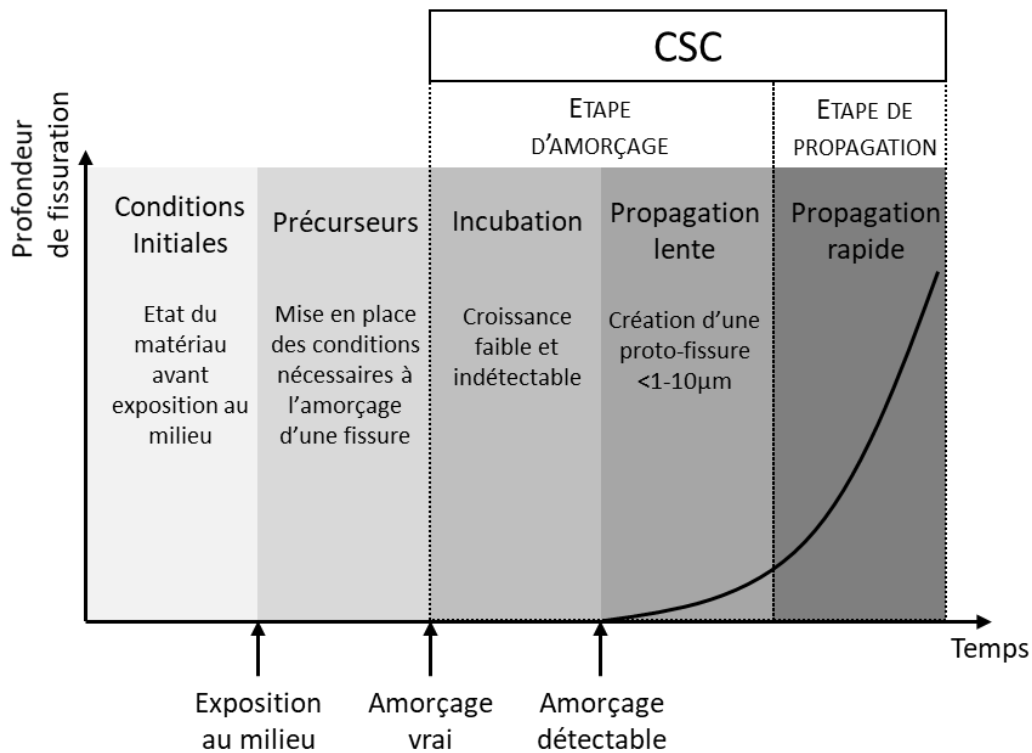 CSC
ETAPE
D'AMORÇAGE
ETAPE DE
PROPAGATION
Profondeur
de fissuration
Conditions
Initiales
Etat du
matériau
avant
exposition au
milieu
Précurseurs
Mise en place
des conditions
nécessaires à
l'amorçage
d'une fissure
Incubation
Croissance
faible et
indétectable
Propagation
lente
Création d'une
proto-fissure
<1-10µm
Propagation
rapide
Temps
Exposition
au milieu
Amorçage
vrai
Amorçage
détectable